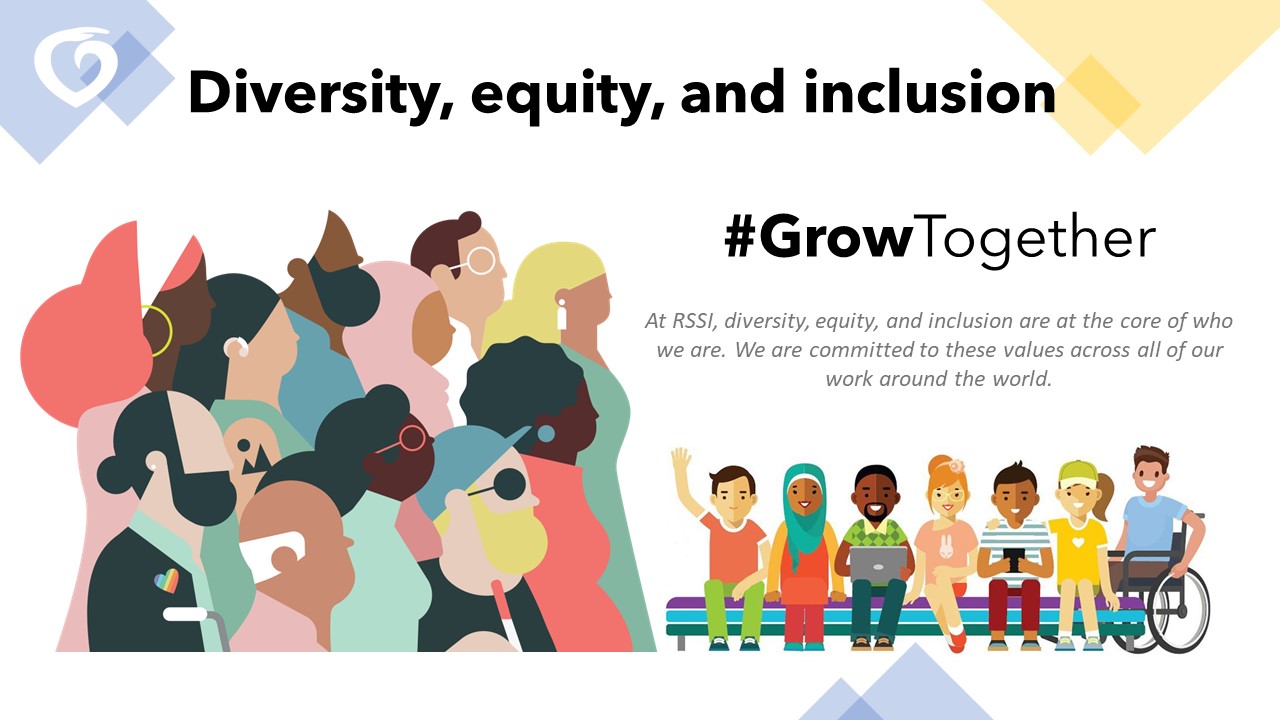 Diversity, equity, and inclusion
#GrowTogether
At RSSI, diversity, equity, and inclusion are at the core of who
we are. We are committed to these values across all of our
work around the world.